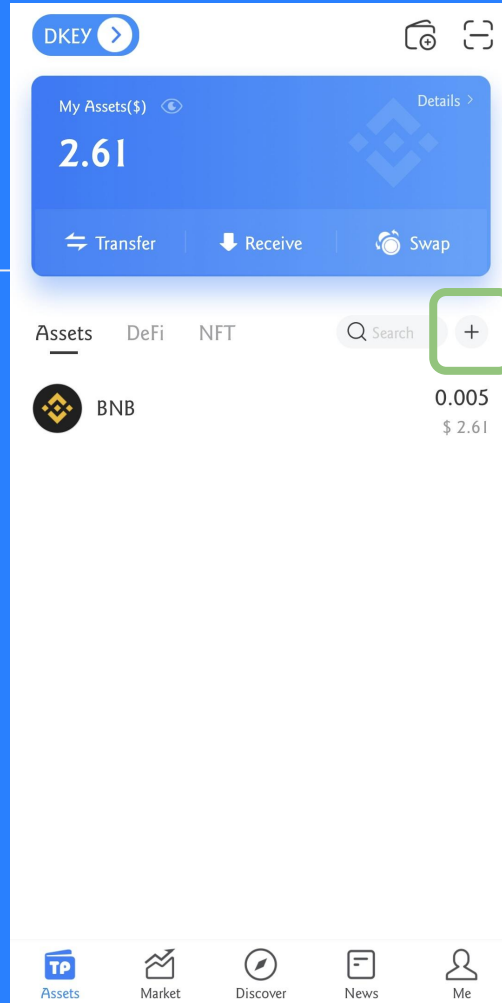 DKEY
My Assets($)
Details >
2.61
Transfer
Receive
Swap
Assets
DeFi
NFT
Search
+
BNB
0.005
$ 2.61
TP
Assets
Market
Discover
News
Me